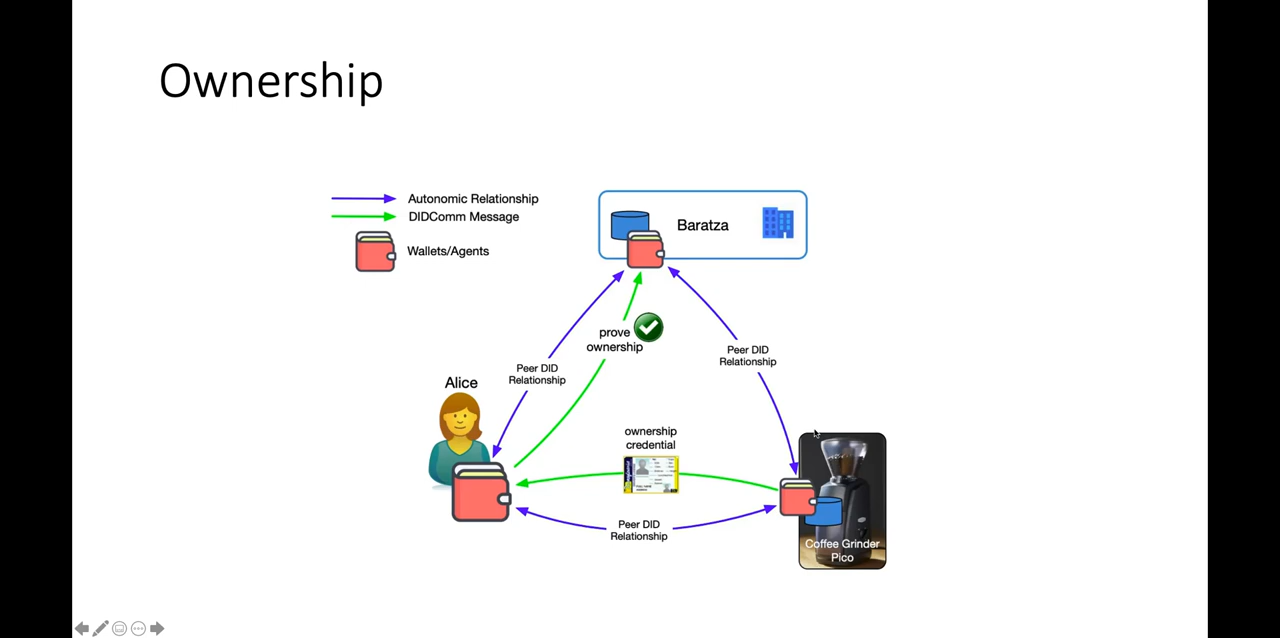 Ownership
Autonomic Relationship
DIDComm Message
Wallets/Agents
Baratza
prove
ownership
Peer DID
Relationship
Peer DID
Relationship
Alice
ownership
credential
Peer DID
Relationship
Coffee Grinder
Pico